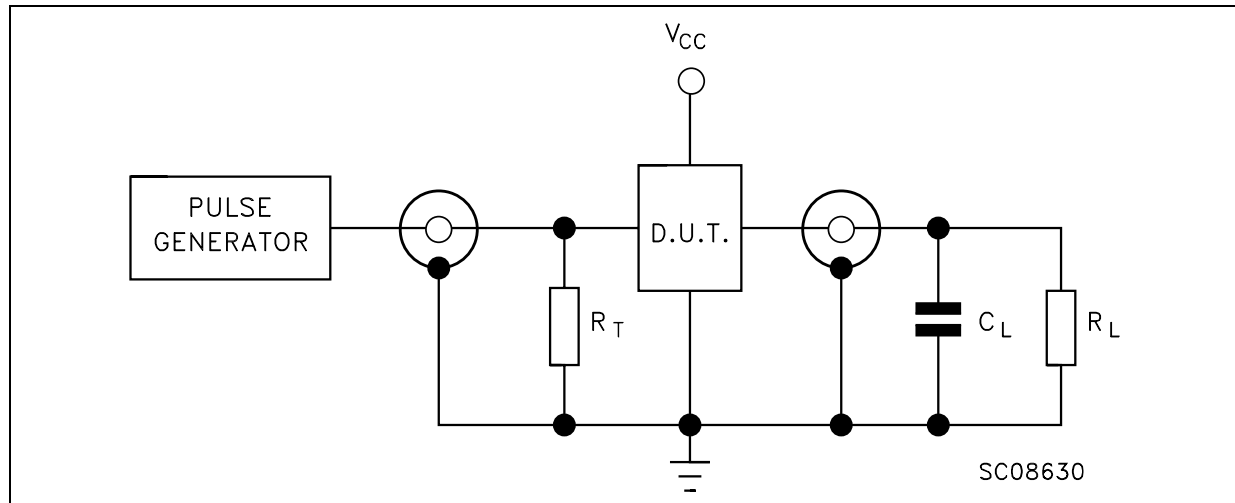 VCC
PULSE
GENERATOR
D.U.T.
RT
CL
RL
SC08630